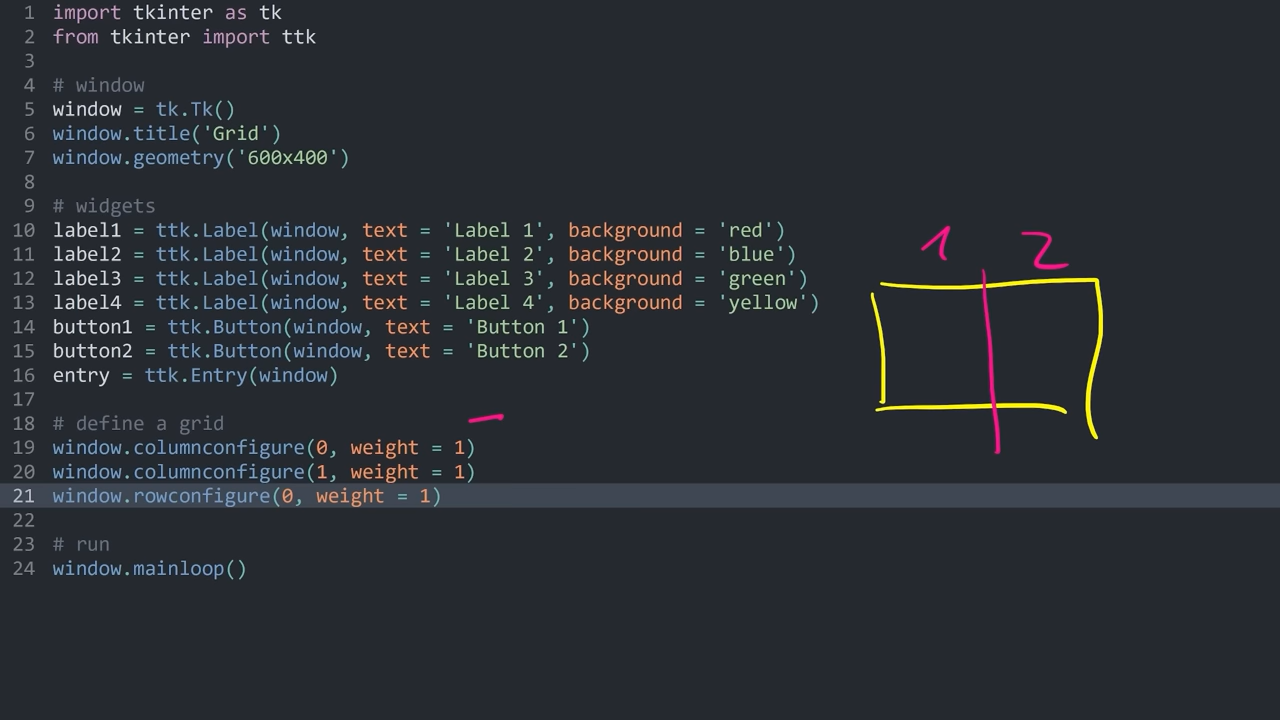 1 import tkinter as tk
2 from tkinter import ttk
3
4 # window
5 window = tk.Tk()
6 window.title('Grid')
7 window.geometry('600x400')
8
9 # widgets
10 label1 = ttk.Label(window, text = 'Label 1', background = 'red')
11 label2 = ttk.Label(window, text = 'Label 2', background = 'blue')
12 label3 = ttk.Label(window, text = 'Label 3', background = 'green')
13 label4 = ttk.Label(window, text = 'Label 4', background = 'yellow')
14 button1 = ttk.Button(window, text = 'Button 1')
15 button2 = ttk.Button(window, text = 'Button 2')
16 entry = ttk.Entry(window)
17
18 # define a grid
19 window.columnconfigure(0, weight = 1)
20 window.columnconfigure(1, weight = 1)
21 window.rowconfigure(0, weight = 1)
22
23 # run
24 window.mainloop()
1 2